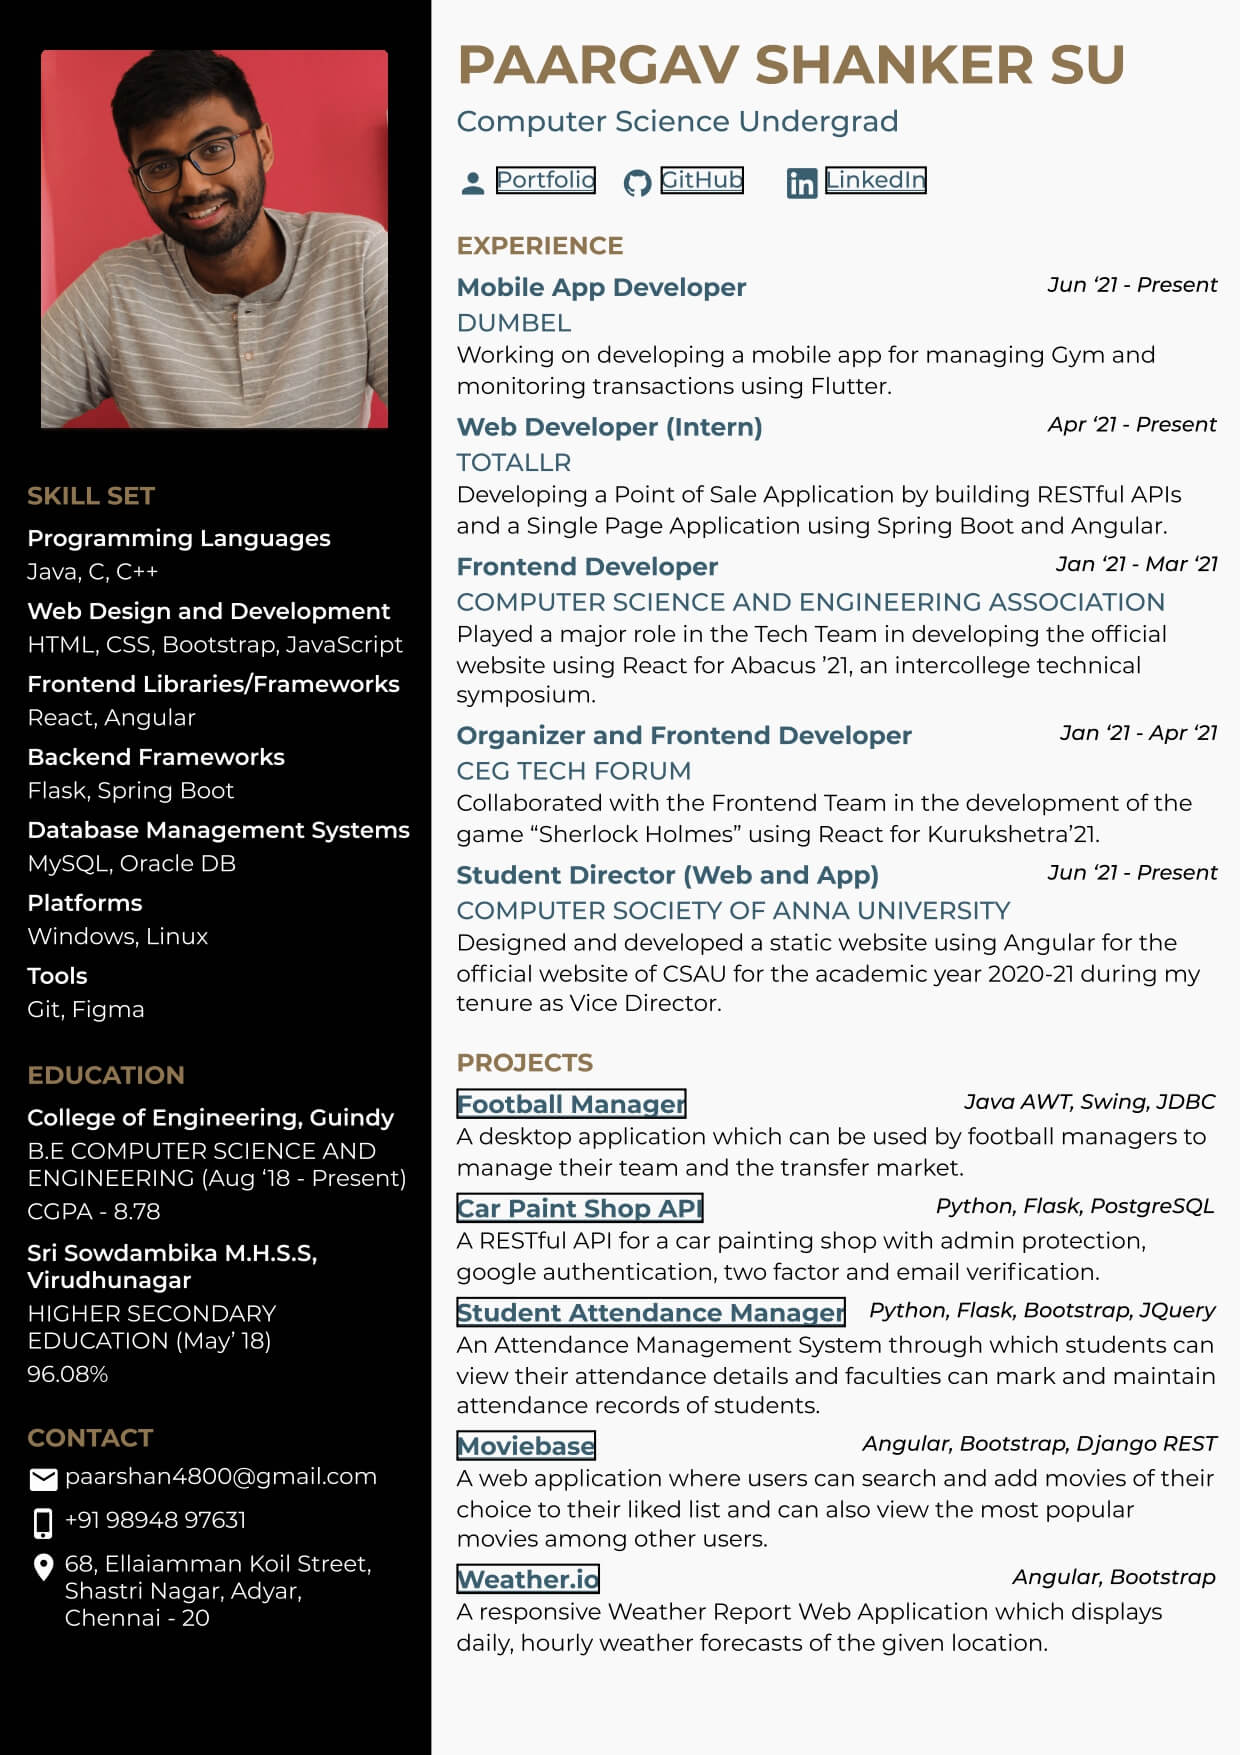 PAARGAV SHANKER SU
Computer Science Undergrad
Portfolio GitHub LinkedIn
SKILL SET
Programming Languages
Java, C, C++
Web Design and Development
HTML, CSS, Bootstrap, JavaScript
Frontend Libraries/Frameworks
React, Angular
Backend Frameworks
Flask, Spring Boot
Database Management Systems
MySQL, Oracle DB
Platforms
Windows, Linux
Tools
Git, Figma
EDUCATION
College of Engineering, Guindy
B.E COMPUTER SCIENCE AND
ENGINEERING (Aug ‘18 - Present)
CGPA - 8.78
Sri Sowdambika M.H.S.S,
Virudhunagar
HIGHER SECONDARY
EDUCATION (May’ 18)
96.08%
CONTACT
paarshan4800@gmail.com
+91 98948 97631
68, Ellaiamman Koil Street,
Shastri Nagar, Adyar,
Chennai - 20
EXPERIENCE
Mobile App Developer Jun ‘21 - Present
DUMBEL
Working on developing a mobile app for managing Gym and
monitoring transactions using Flutter.
Web Developer (Intern) Apr ‘21 - Present
TOTALLR
Developing a Point of Sale Application by building RESTful APIs
and a Single Page Application using Spring Boot and Angular.
Frontend Developer Jan ‘21 - Mar ‘21
COMPUTER SCIENCE AND ENGINEERING ASSOCIATION
Played a major role in the Tech Team in developing the official
website using React for Abacus ’21, an intercollege technical
symposium.
Organizer and Frontend Developer Jan ‘21 - Apr ‘21
CEG TECH FORUM
Collaborated with the Frontend Team in the development of the
game “Sherlock Holmes” using React for Kurukshetra’21.
Student Director (Web and App) Jun ‘21 - Present
COMPUTER SOCIETY OF ANNA UNIVERSITY
Designed and developed a static website using Angular for the
official website of CSAU for the academic year 2020-21 during my
tenure as Vice Director.
PROJECTS
Football Manager Java AWT, Swing, JDBC
A desktop application which can be used by football managers to
manage their team and the transfer market.
Car Paint Shop API Python, Flask, PostgreSQL
A RESTful API for a car painting shop with admin protection,
google authentication, two factor and email verification.
Student Attendance Manager Python, Flask, Bootstrap, JQuery
An Attendance Management System through which students can
view their attendance details and faculties can mark and maintain
attendance records of students.
Moviebase Angular, Bootstrap, Django REST
A web application where users can search and add movies of their
choice to their liked list and can also view the most popular
movies among other users.
Weather.io Angular, Bootstrap
A responsive Weather Report Web Application which displays
daily, hourly weather forecasts of the given location.